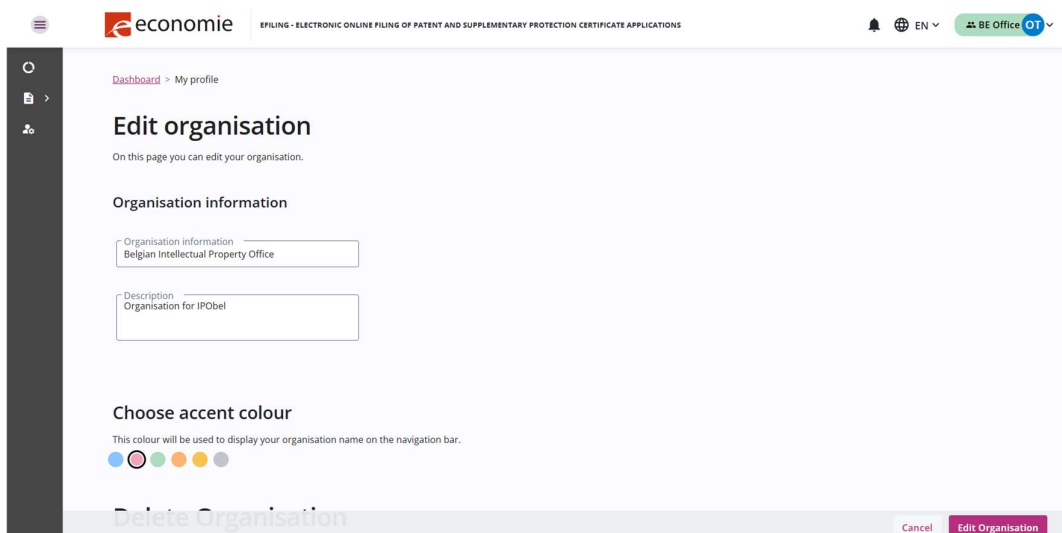 economie
EFILING - ELECTRONIC ONLINE FILING OF PATENT AND SUPPLEMENTARY PROTECTION CERTIFICATE APPLICATIONS
EN
BE Office
OT
Dashboard > My profile
Edit organisation
On this page you can edit your organisation.
Organisation information
Organisation information
Belgian Intellectual Property Office
Description
Organisation for IPObel
Choose accent colour
This colour will be used to display your organisation name on the navigation bar.
Delete Organisation
Cancel
Edit Organisation